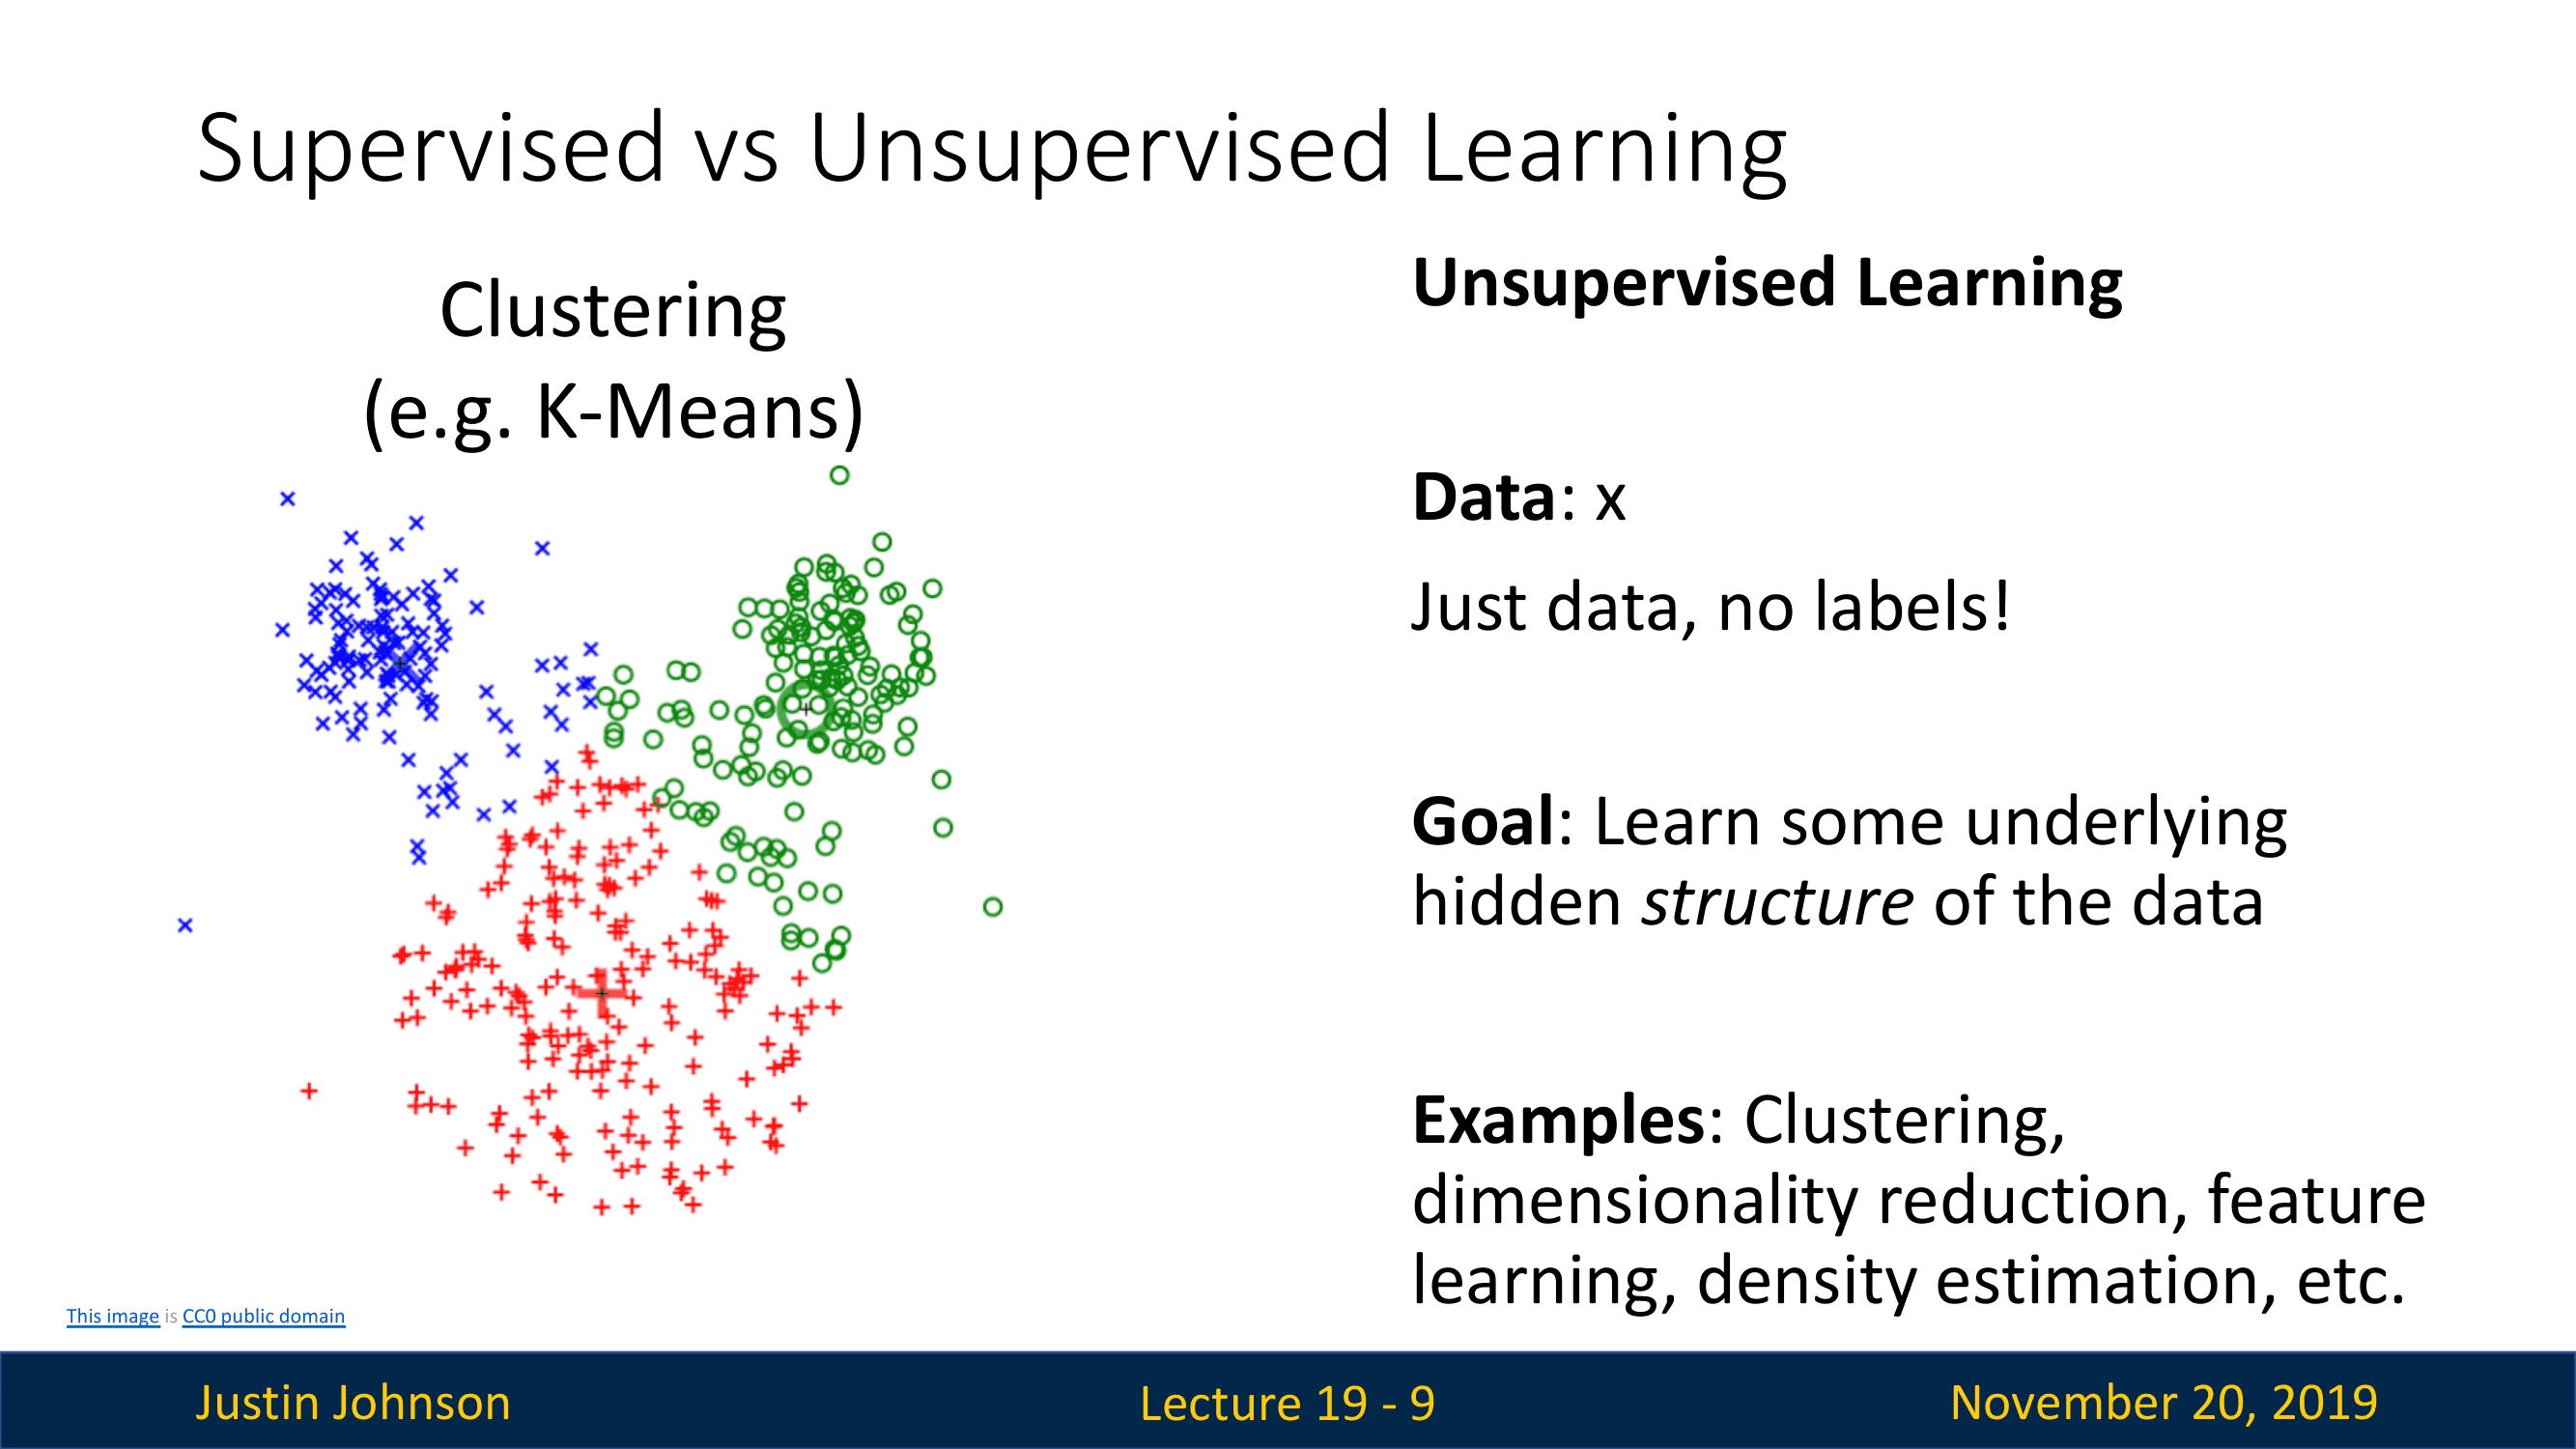 Supervised vs Unsupervised Learning
Clustering
(e.g. K-Means)
Unsupervised Learning
Data: x
Just data, no labels!
Goal: Learn some underlying
hidden structure of the data
Examples: Clustering,
dimensionality reduction, feature
learning, density estimation, etc.
This image is CC0 public domain
Justin Johnson
Lecture 19 - 9
November 20, 2019